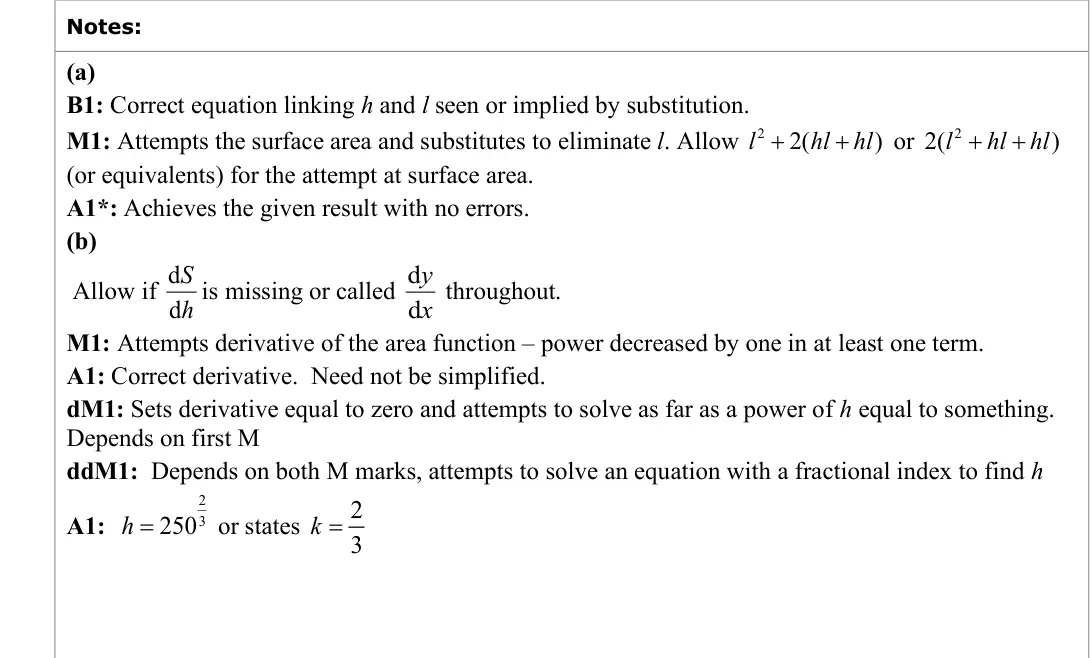 Notes:
(a)
B1: Correct equation linking h and l seen or implied by substitution.
M1: Attempts the surface area and substitutes to eliminate l. Allow l² + 2(hl + hl) or 2(l² + hl + hl)
(or equivalents) for the attempt at surface area.
A1*: Achieves the given result with no errors.
(b)
Allow if dS/dh is missing or called dy/dx throughout.
M1: Attempts derivative of the area function – power decreased by one in at least one term.
A1: Correct derivative. Need not be simplified.
dM1: Sets derivative equal to zero and attempts to solve as far as a power of h equal to something.
Depends on first M
ddM1: Depends on both M marks, attempts to solve an equation with a fractional index to find h
A1: h = 250^(2/3) or states k = 2/3